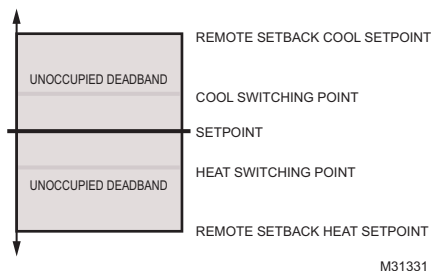 REMOTE SETBACK COOL SETPOINT
UNOCCUPIED DEADBAND
COOL SWITCHING POINT
SETPOINT
HEAT SWITCHING POINT
UNOCCUPIED DEADBAND
REMOTE SETBACK HEAT SETPOINT
M31331